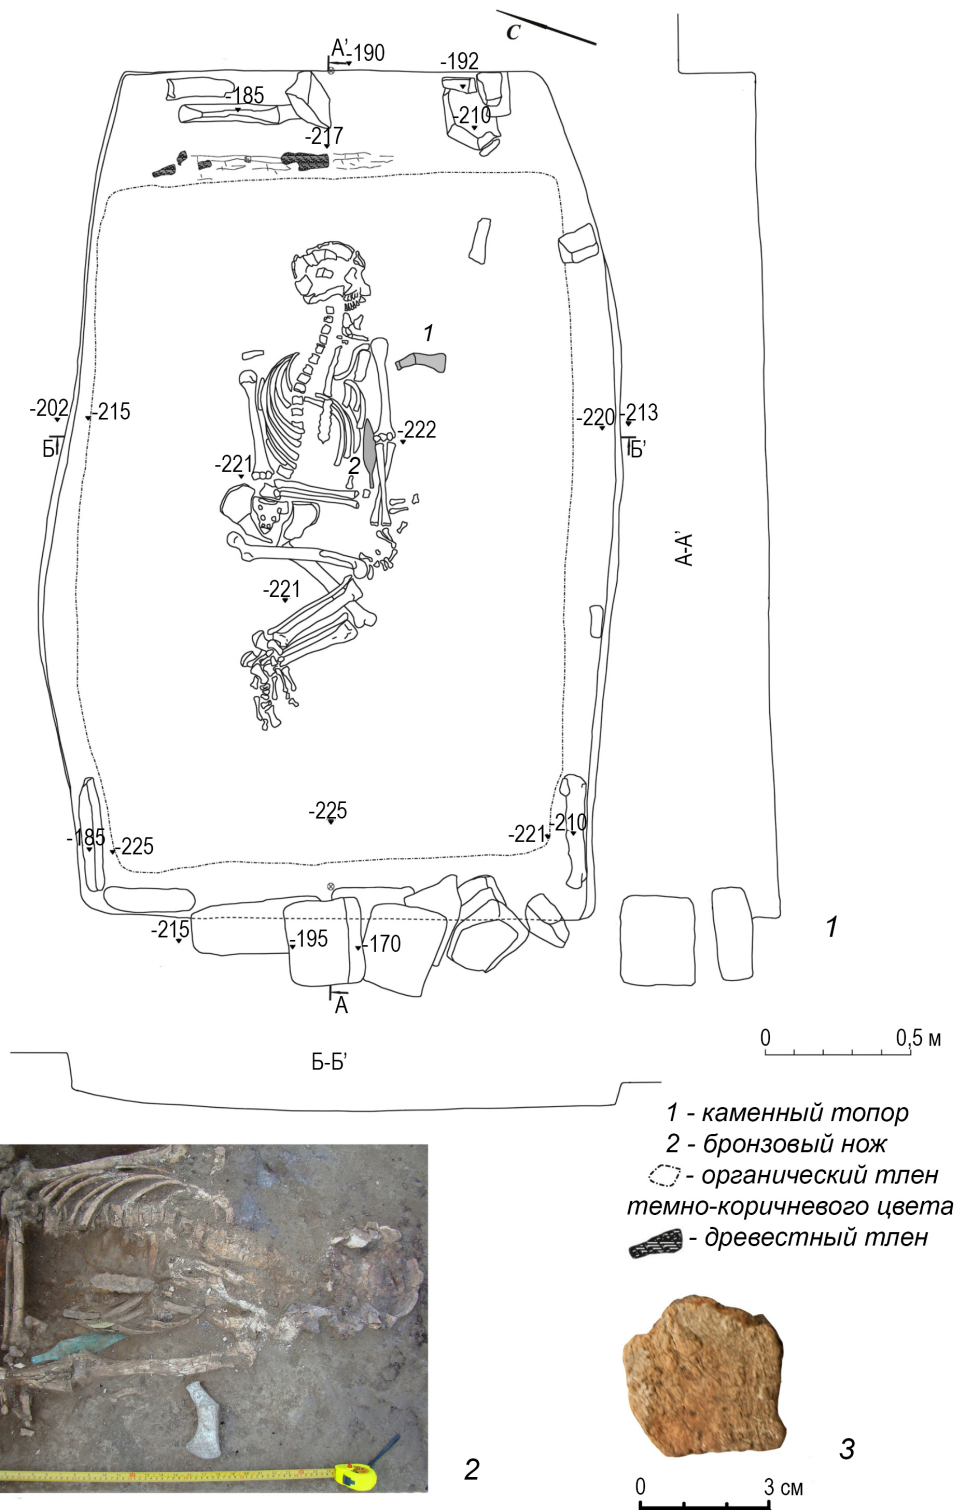 С
А’
-190
-192
-185
-210
-217
1
-202
-215
-220
-213
Б
Б’
-222
-221
2
А-А’
-221
-225
-185
-225
-221
-210
-215
-195
-170
1
А
0 0,5 м
Б-Б’
1 - каменный топор
2 - бронзовый нож
- органический тлен
темно-коричневого цвета
- древестный тлен
2
3
0 3 см